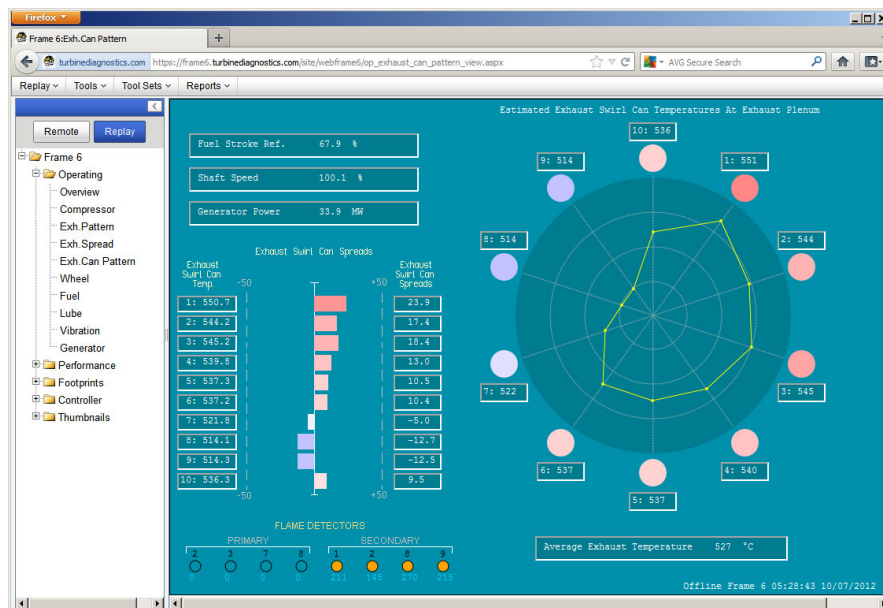 Firefox
Frame 6:Exh.Can Pattern
+
turbinediagnostics.com https://frame6.turbinediagnostics.com/site/webframe6/op_exhaust_can_pattern_view.aspx
AVG Secure Search
Replay Tools Tool Sets Reports
Remote Replay
Frame 6
Operating
Overview
Compressor
Exh.Pattern
Exh.Spread
Exh.Can Pattern
Wheel
Fuel
Lube
Vibration
Generator
Performance
Footprints
Controller
Thumbnails
Fuel Stroke Ref. 67.9 %
Shaft Speed 100.1 %
Generator Power 33.9 MW
Exhaust Swirl Can Spreads
Exhaust Swirl Can Temp.
Exhaust Swirl Can Spreads
-50 +50
1: 550.7 23.9
2: 544.2 17.4
3: 545.2 18.4
4: 539.8 13.0
5: 537.3 10.5
6: 537.2 10.4
7: 521.8 -5.0
8: 514.1 -12.7
9: 514.3 -12.5
10: 536.3 9.5
-50 +50
FLAME DETECTORS
PRIMARY SECONDARY
2 3 7 8 1 2 8 9
0 0 0 0 211 145 270 215
Estimated Exhaust Swirl Can Temperatures At Exhaust Plenum
10: 536
9: 514
1: 551
8: 514
2: 544
7: 522
3: 545
6: 537
4: 540
5: 537
Average Exhaust Temperature 527 °C
Offline Frame 6 05:28:43 10/07/2012